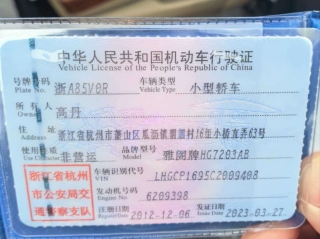 中华人民共和国机动车行驶证
Vehicle License of the People's Republic of China
号牌号码 浙A85V0R 车辆类型 小型轿车
Plate No. Vehicle Type
所有人 高丹
Owner
住址 浙江省杭州市萧山区瓜沥镇
Address
使用性质 非营运 品牌型号 雅阁牌HG7203AB
Use Character Model
浙江省杭州市公安局交通警察支队
车辆识别代号 LHGCP1695C2009408
VIN
发动机号码 6209398
Engine No.
注册日期 2012-12-06 发证日期 2023-03-27
Register Date Issue Date